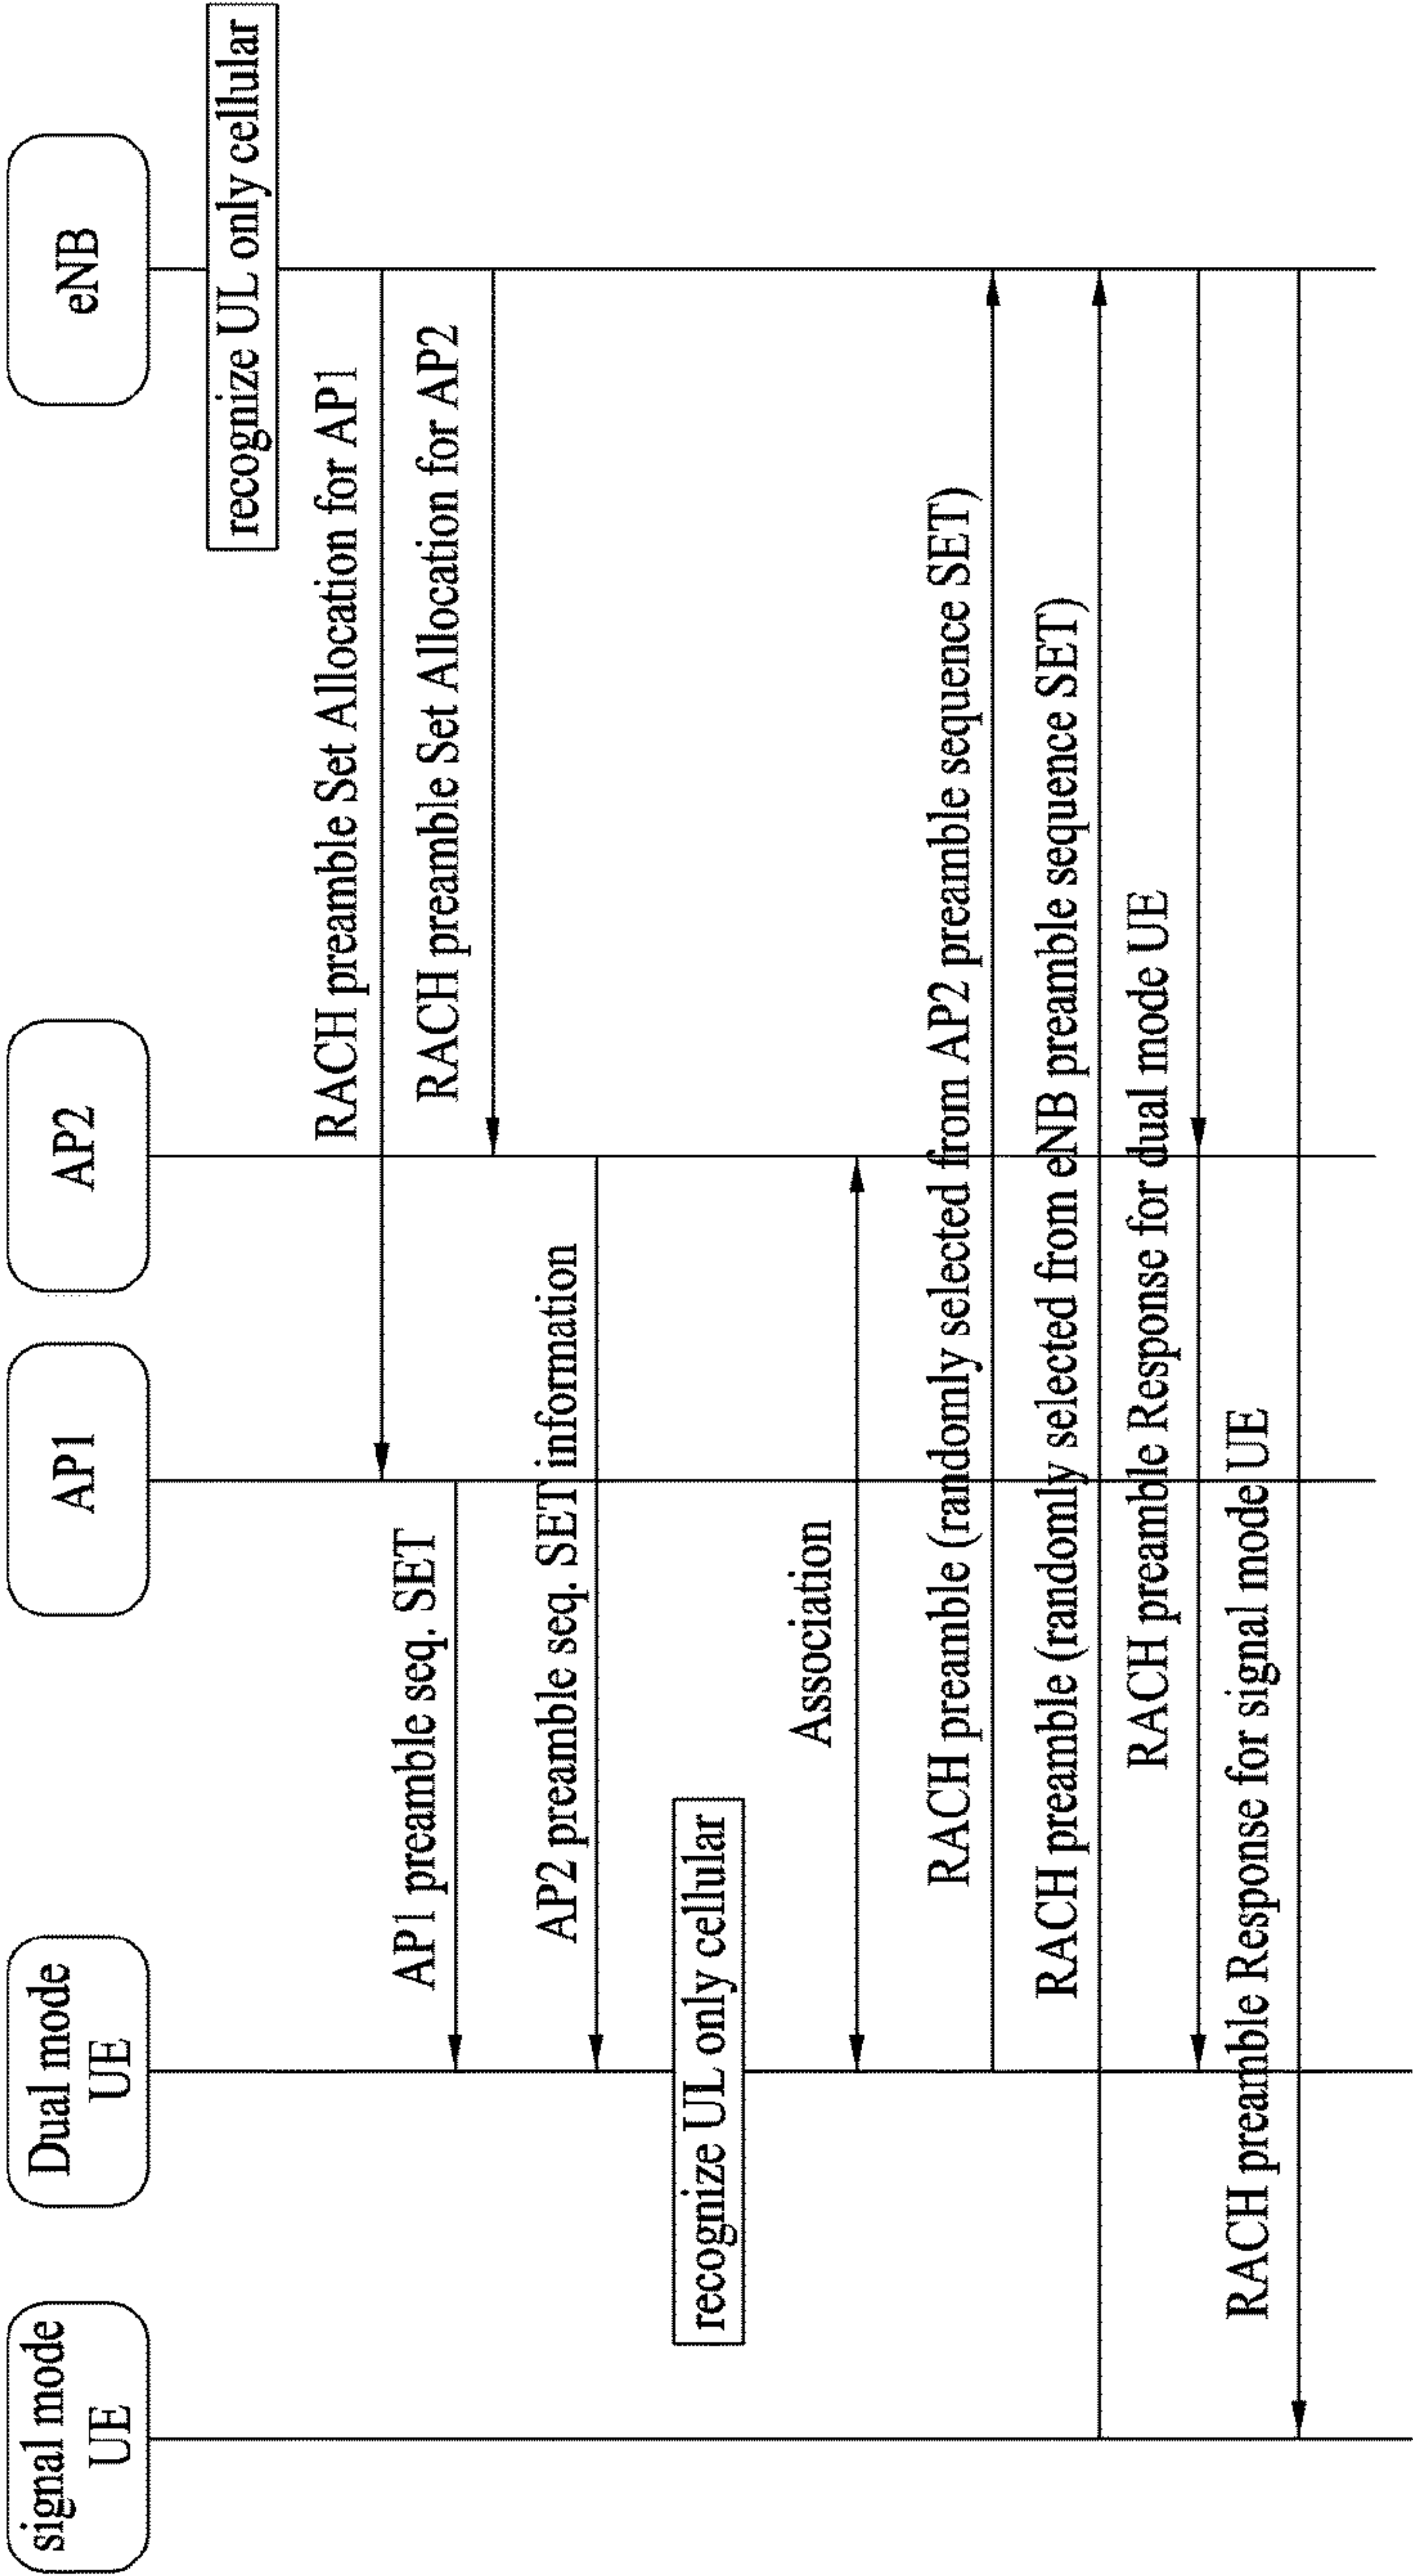 signal mode
UE
Dual mode
UE
AP1
AP2
eNB
recognize UL only cellular
RACH preamble Set Allocation for AP1
AP1 preamble seq. SET
RACH preamble Set Allocation for AP2
AP2 preamble seq. SET information
recognize UL only cellular
Association
RACH preamble (randomly selected from AP2 preamble sequence SET)
RACH preamble (randomly selected from eNB preamble sequence SET)
RACH preamble Response for dual mode UE
RACH preamble Response for signal mode UE